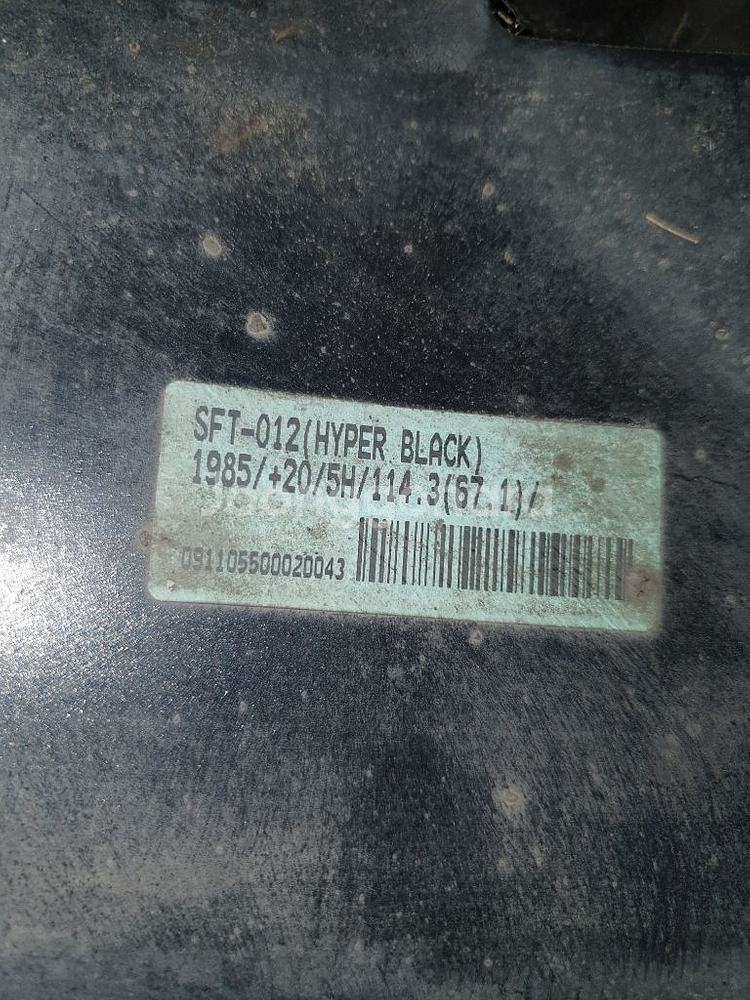 SFT-012(HYPER BLACK)
1985/+20/5H/114.3(67.1)/
091105500020043